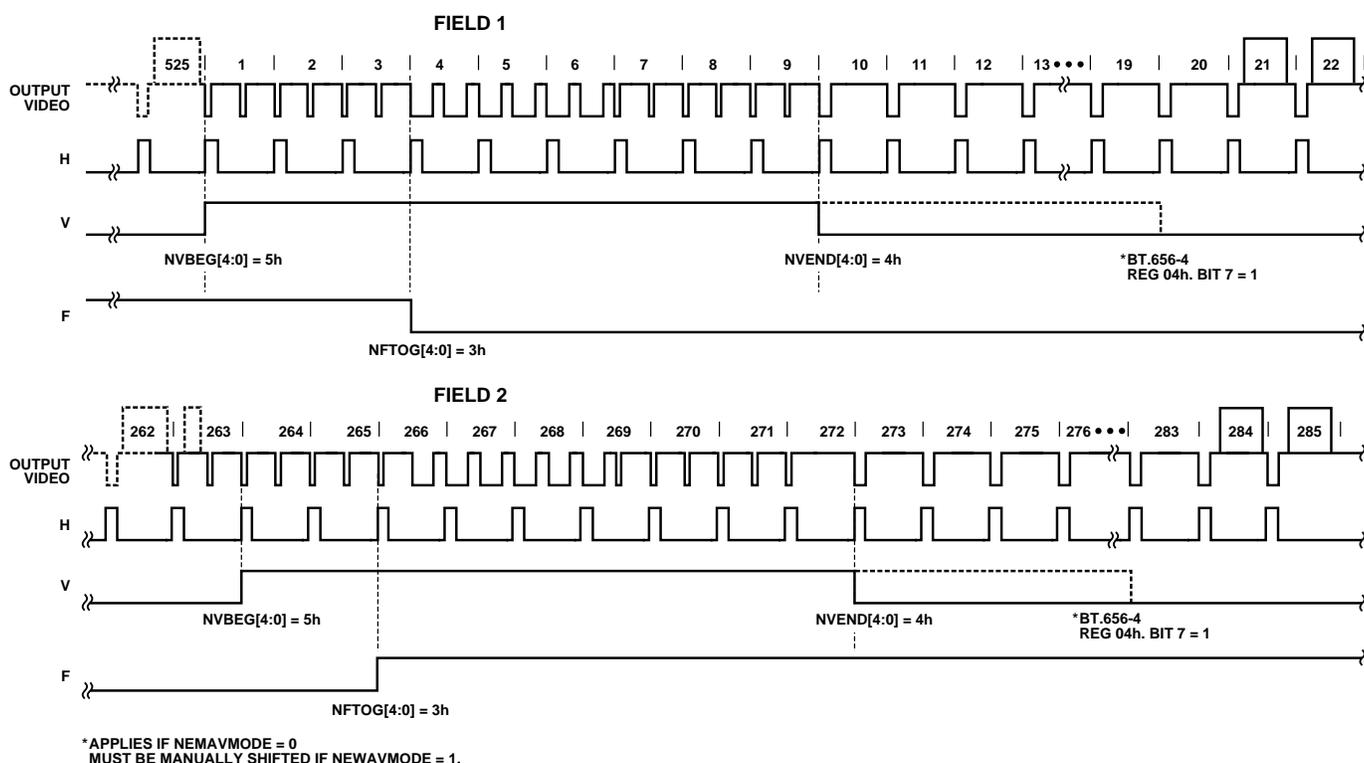 FIELD 1
525 1 2 3 4 5 6 7 8 9 10 11 12 13 ••• 19 20 21 22
OUTPUT
VIDEO
H
V
NVBEG[4:0] = 5h NVEND[4:0] = 4h *BT.656-4
REG 04h. BIT 7 = 1
F
NFTOG[4:0] = 3h
FIELD 2
262 263 264 265 266 267 268 269 270 271 272 273 274 275 276 ••• 283 284 285
OUTPUT
VIDEO
H
V
NVBEG[4:0] = 5h NVEND[4:0] = 4h *BT.656-4
REG 04h. BIT 7 = 1
F
NFTOG[4:0] = 3h
*APPLIES IF NEMAVMODE = 0
MUST BE MANUALLY SHIFTED IF NEWAVMODE = 1.